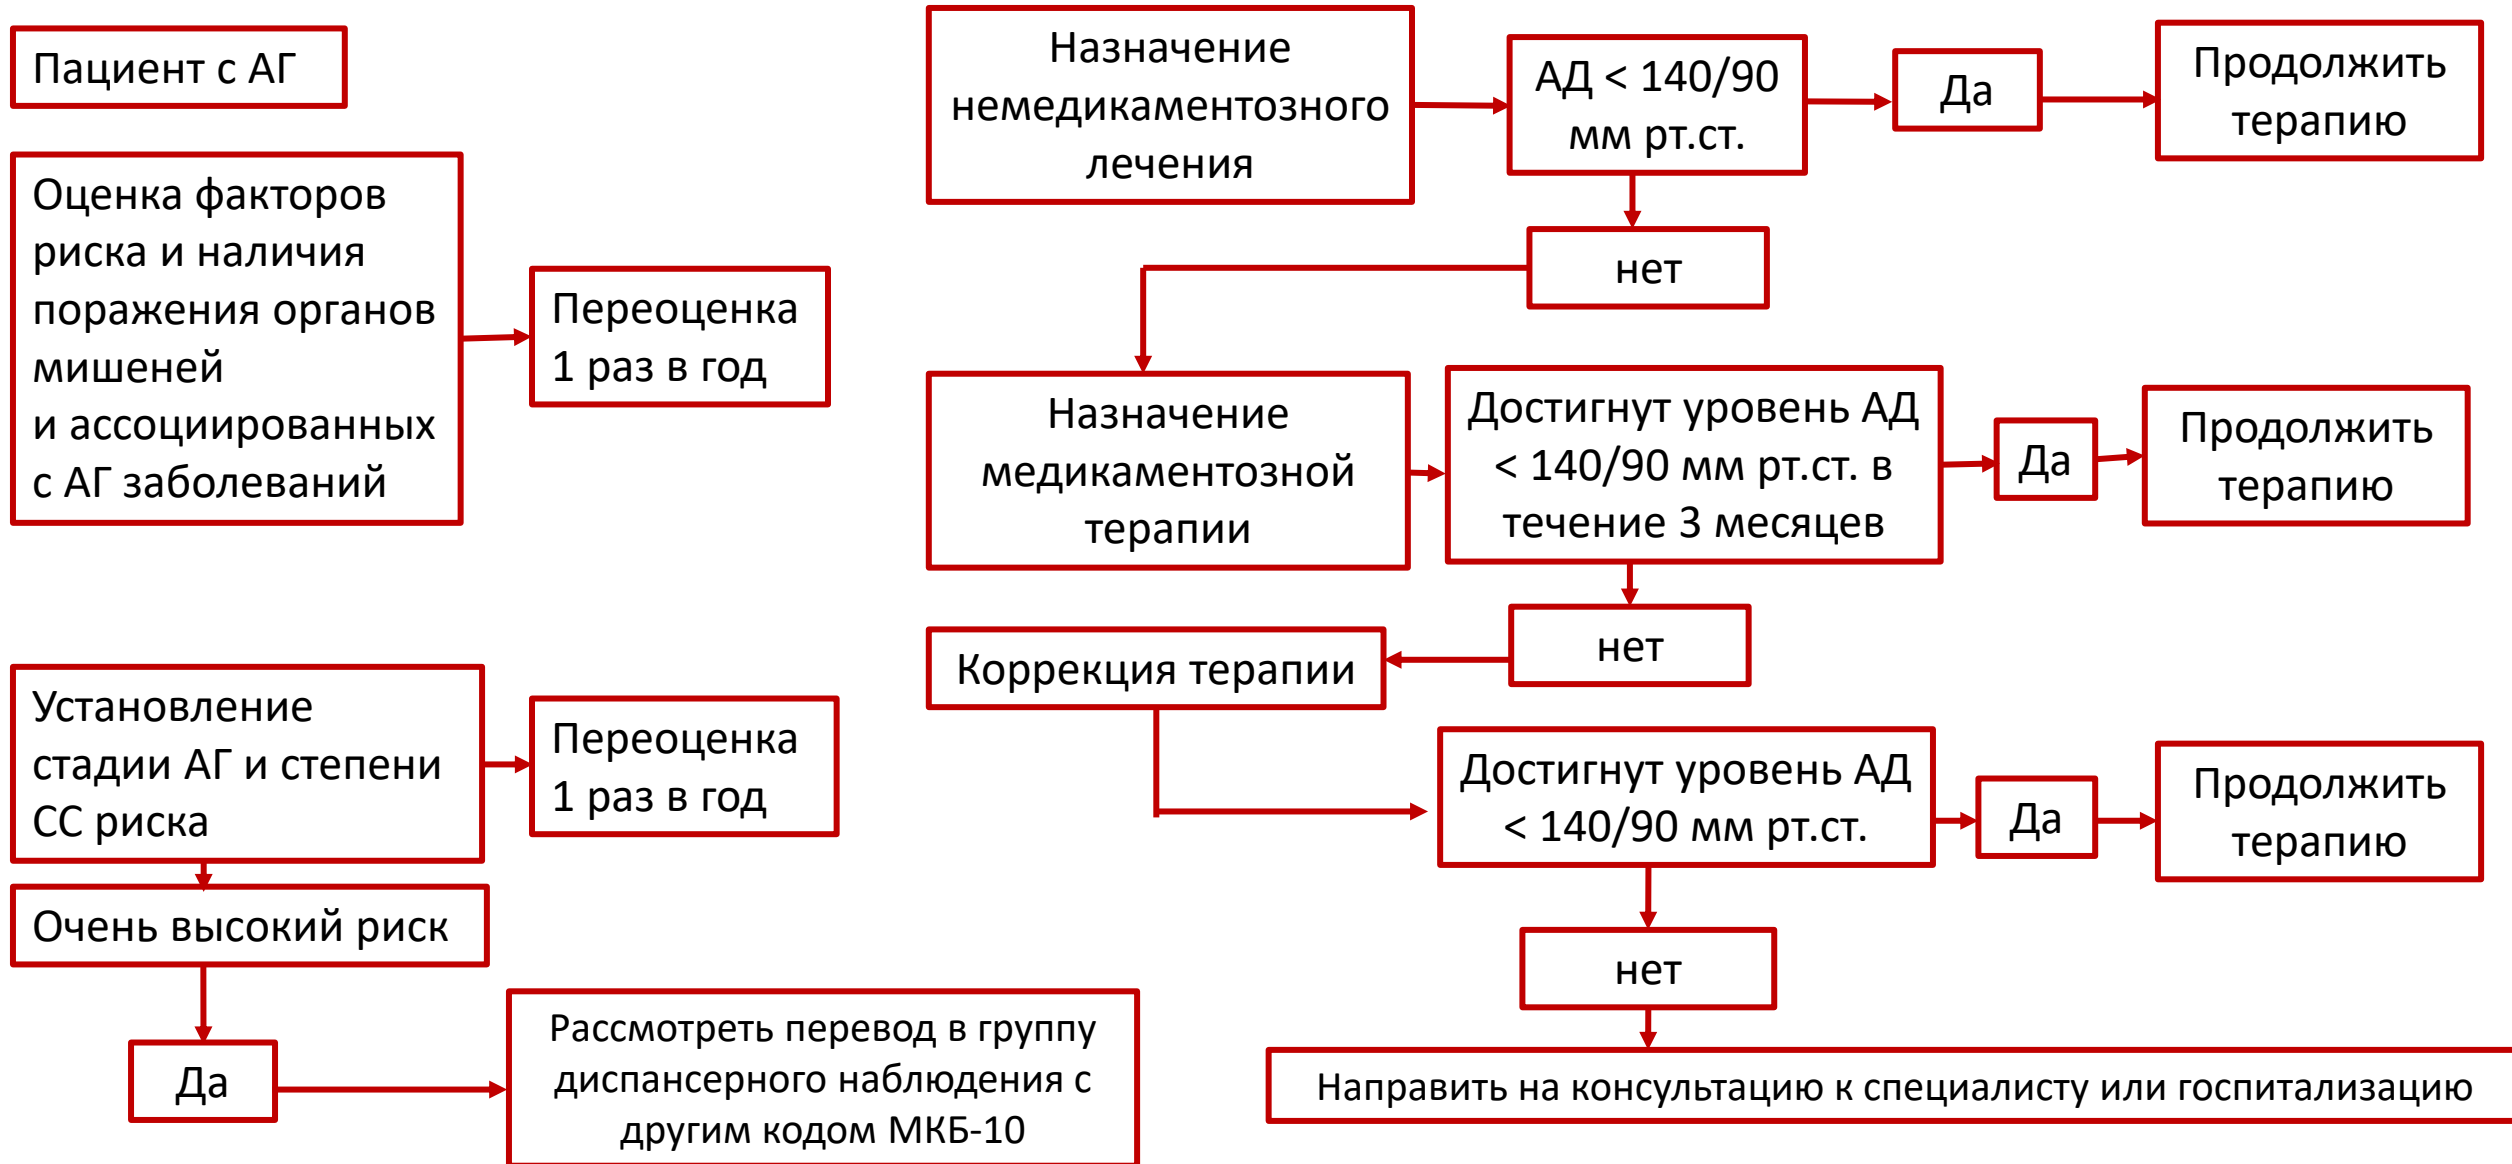 Пациент с АГ
Оценка факторов
риска и наличия
поражения органов
мишеней
и ассоциированных
с АГ заболеваний
Переоценка
1 раз в год
Установление
стадии АГ и степени
СС риска
Переоценка
1 раз в год
Очень высокий риск
Да
Рассмотреть перевод в группу
диспансерного наблюдения с
другим кодом МКБ-10
Назначение
немедикаментозного
лечения
АД < 140/90
мм рт.ст.
Да
Продолжить
терапию
нет
Назначение
медикаментозной
терапии
Достигнут уровень АД
< 140/90 мм рт.ст. в
течение 3 месяцев
Да
Продолжить
терапию
нет
Коррекция терапии
Достигнут уровень АД
< 140/90 мм рт.ст.
Да
Продолжить
терапию
нет
Направить на консультацию к специалисту или госпитализацию